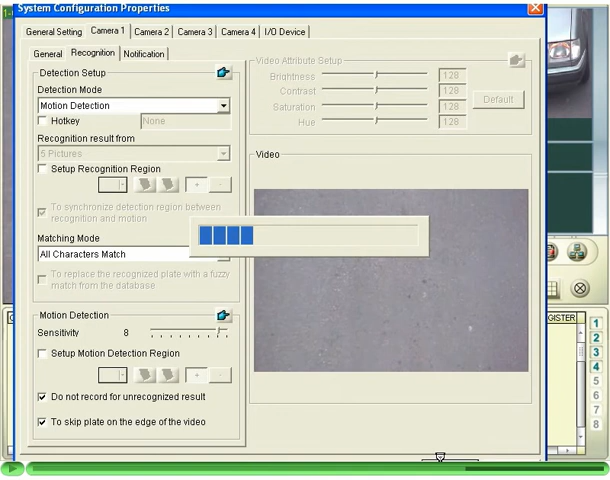 System Configuration Properties
General Setting Camera 1 Camera 2 Camera 3 Camera 4 I/O Device
General Recognition Notification
Detection Setup
Detection Mode
Motion Detection
Hotkey None
Recognition result from
5 Pictures
Setup Recognition Region
+ -
To synchronize detection region between
recognition and motion
Matching Mode
All Characters Match
To replace the recognized plate with a fuzzy
match from the database
Motion Detection
Sensitivity 8
Setup Motion Detection Region
+ -
Do not record for unrecognized result
To skip plate on the edge of the video
Video Attribute Setup
Brightness 128
Contrast 128
Saturation 128
Hue 128
Default
Video
GISTER
1
2
3
4
5
6
7
8